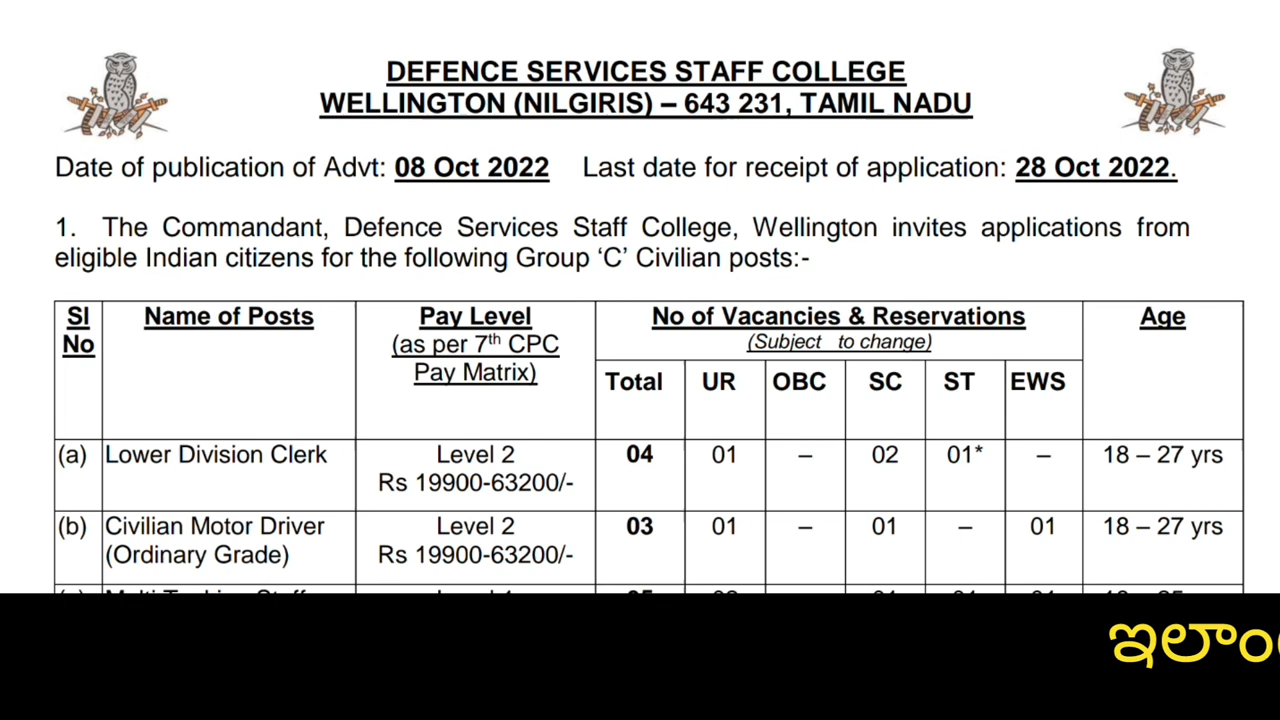 DEFENCE SERVICES STAFF COLLEGE
WELLINGTON (NILGIRIS) – 643 231, TAMIL NADU
Date of publication of Advt: 08 Oct 2022 Last date for receipt of application: 28 Oct 2022.
1. The Commandant, Defence Services Staff College, Wellington invites applications from
eligible Indian citizens for the following Group ‘C’ Civilian posts:-
Sl No Name of Posts Pay Level (as per 7th CPC Pay Matrix) No of Vacancies & Reservations (Subject to change) Age
Total UR OBC SC ST EWS
(a) Lower Division Clerk Level 2 04 01 – 02 01* – 18 – 27 yrs
Rs 19900-63200/-
(b) Civilian Motor Driver Level 2 03 01 – 01 – 01 18 – 27 yrs
(Ordinary Grade) Rs 19900-63200/-